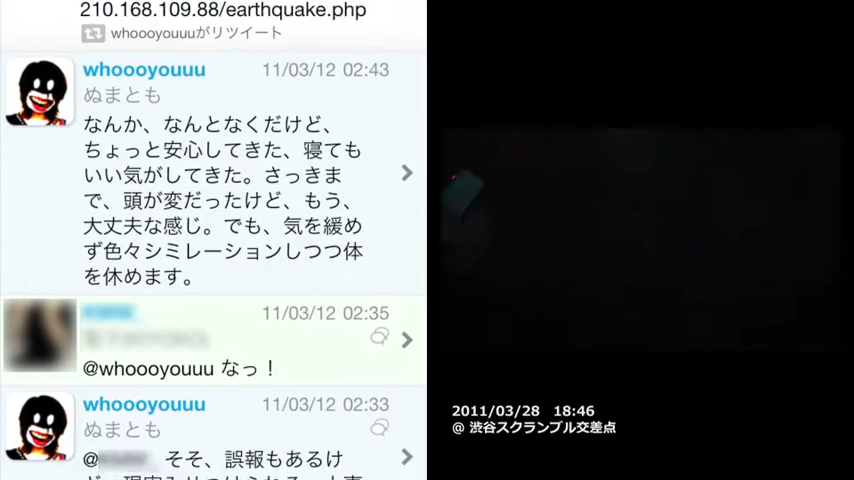 210.168.109.88/earthquake.php
whoooyouuuがリツイート
whoooyouuu 11/03/12 02:43
ぬまとも
なんか、なんとなくだけど、
ちょっと安心してきた、寝ても
いい気がしてきた。さっきま
で、頭が変だったけど、もう、
大丈夫な感じ。でも、気を緩め
ず色々シミレーションしつつ体
を休めます。
11/03/12 02:35
@whoooyouuu なっ！
whoooyouuu 11/03/12 02:33
ぬまとも
@ そそ、誤報もあるけ
2011/03/28 18:46
@ 渋谷スクランブル交差点